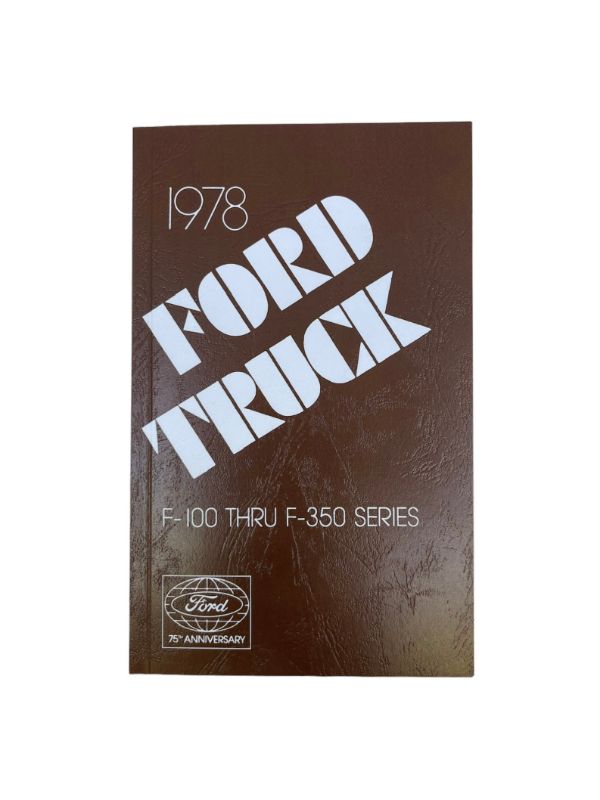 1978
FORD
TRUCK
F-100 THRU F-350 SERIES
Ford
75TH ANNIVERSARY